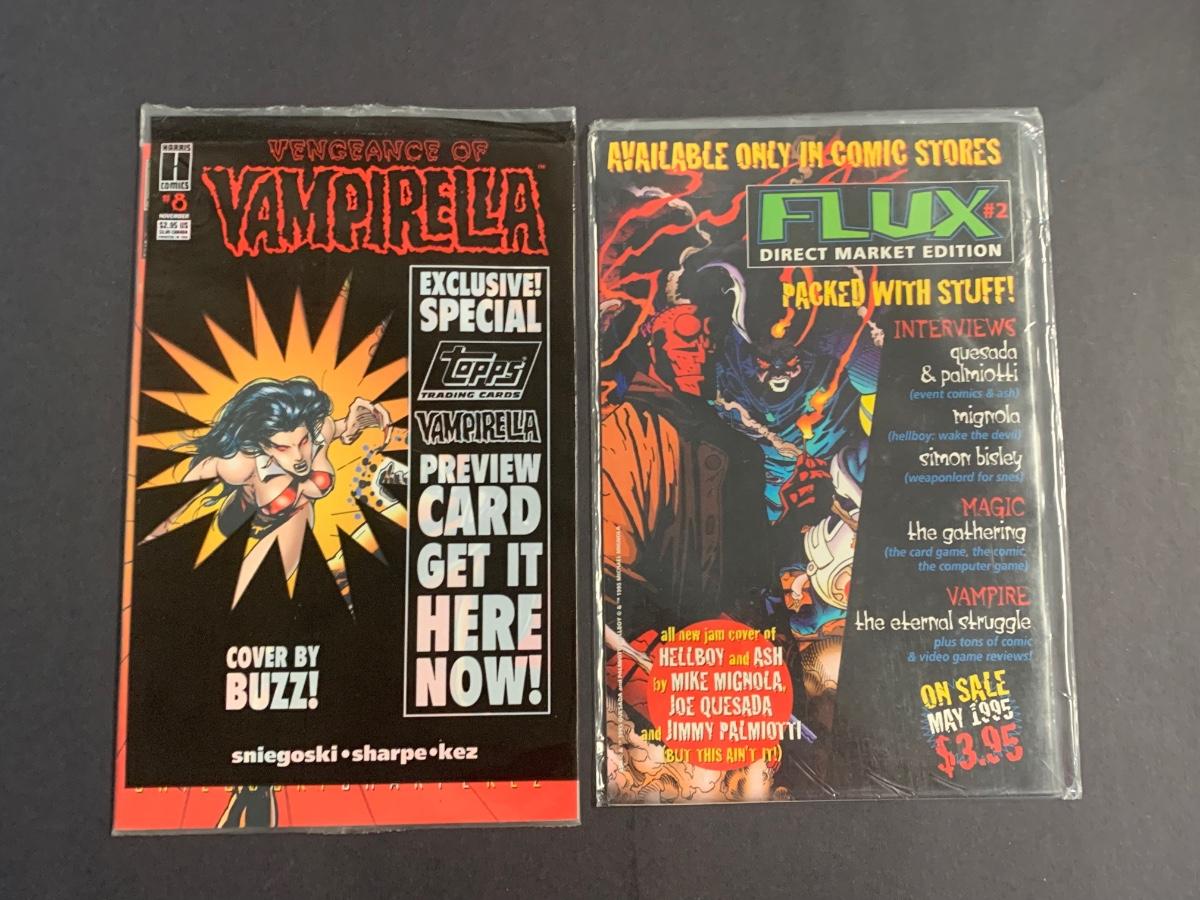 HARRIS
H
COMICS
#8
NOVEMBER
$2.95 US
VENGEANCE OF
VAMPIRELLA™
EXCLUSIVE!
SPECIAL
Topps®
TRADING CARDS
VAMPIRELLA
PREVIEW
CARD
GET IT
HERE
NOW!
COVER BY
BUZZ!
sniegoski • sharpe • kez
AVAILABLE ONLY IN COMIC STORES
FLUX #2
DIRECT MARKET EDITION
PACKED WITH STUFF!
INTERVIEWS
quesada
& palmiotti
(event comics & ash)
mignola
(hellboy: wake the devil)
simon bisley
(weaponlord for snes)
MAGIC
the gathering
(the card game, the comic,
the computer game)
VAMPIRE
the eternal struggle
plus tons of comic
& video game reviews!
ON SALE
MAY 1995
$3.95
all new jam cover of
HELLBOY and ASH
by MIKE MIGNOLA,
JOE QUESADA
and JIMMY PALMIOTTI
(BUT THIS AIN'T IT!)